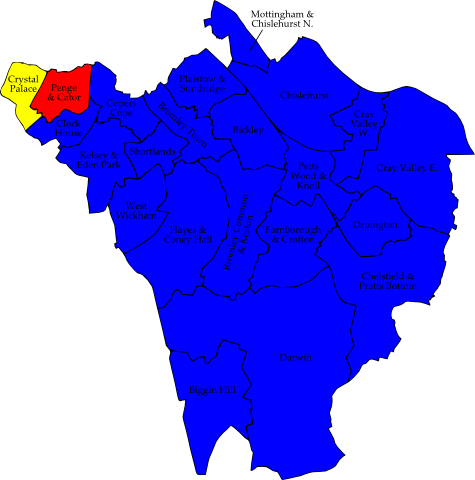 Mottingham &
Chislehurst N.
Crystal
Palace
Penge
& Cator
Plaistow &
Sundridge
Chislehurst
Copers
Cope
Bromley Town
Clock
House
Bickley
Cray
Valley
W.
Kelsey &
Eden Park
Shortlands
Petts
Wood &
Knoll
Cray Valley E.
West
Wickham
Hayes &
Coney Hall
Bromley Common
& Keston
Farnborough
& Crofton
Orpington
Chelsfield &
Pratts Bottom
Darwin
Biggin Hill